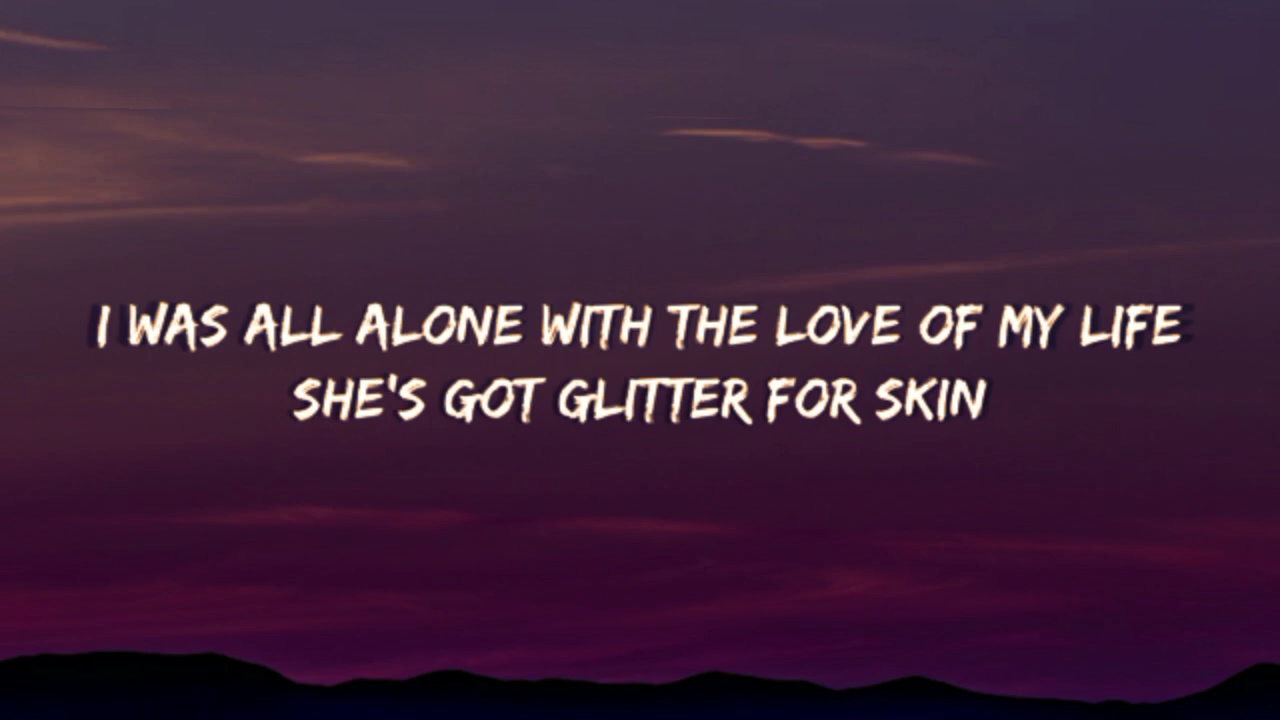 I WAS ALL ALONE WITH THE LOVE OF MY LIFE
SHE'S GOT GLITTER FOR SKIN